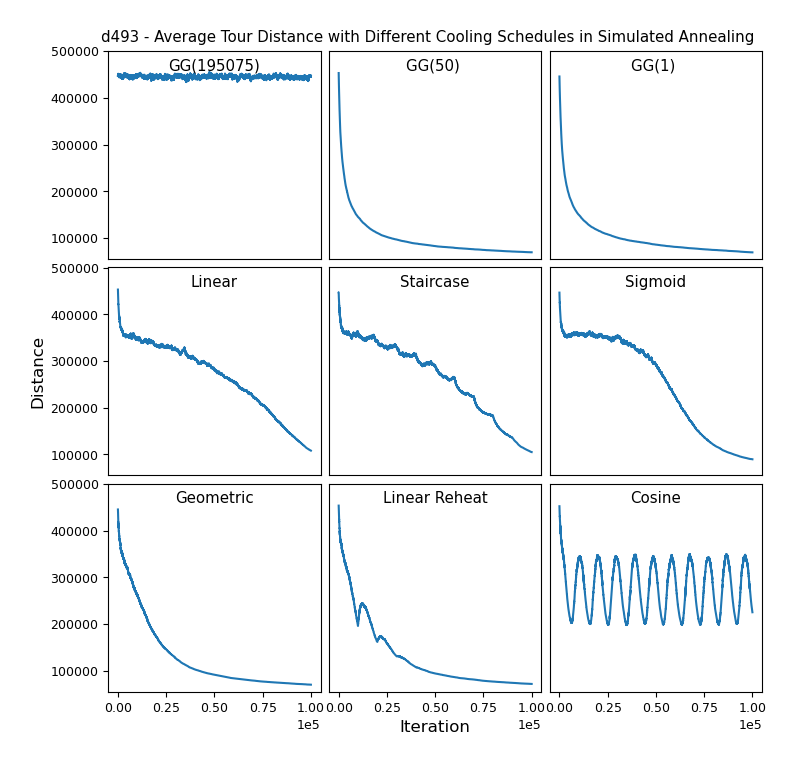 d493 - Average Tour Distance with Different Cooling Schedules in Simulated Annealing
GG(195075)
GG(50)
GG(1)
500000
400000
300000
200000
100000
Linear
Staircase
Sigmoid
500000
400000
300000
200000
100000
Distance
Geometric
Linear Reheat
Cosine
500000
400000
300000
200000
100000
0.00 0.25 0.50 0.75 1.00
1e5
0.00 0.25 0.50 0.75 1.00
1e5
0.00 0.25 0.50 0.75 1.00
1e5
Iteration